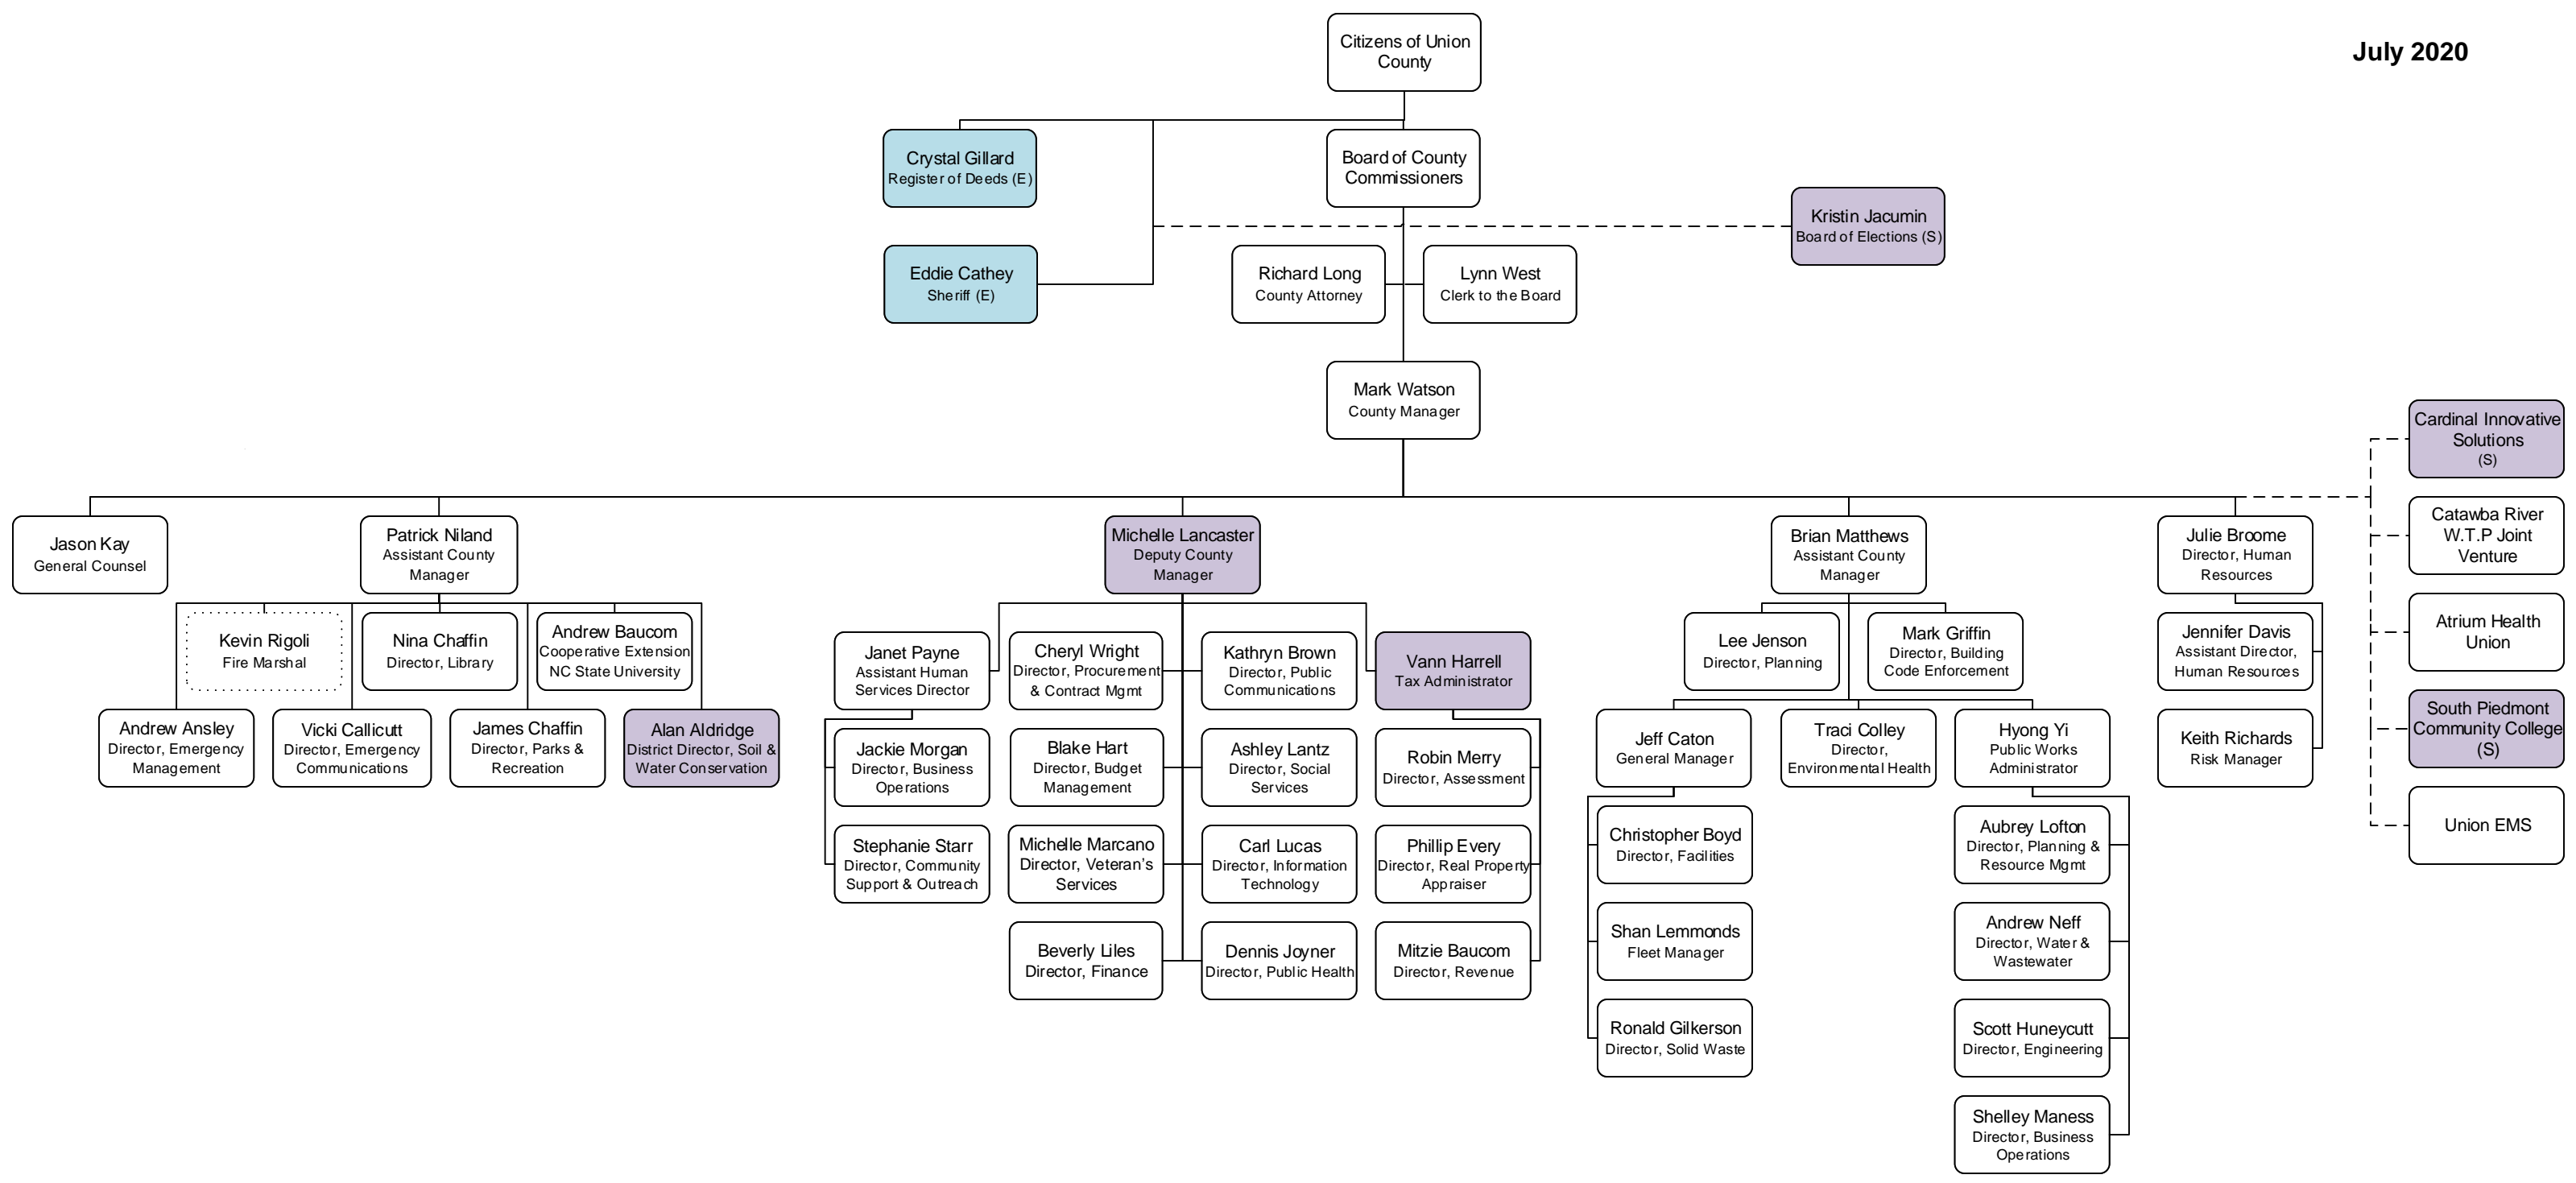 Citizens of Union
County
July 2020
Crystal Gillard
Register of Deeds (E)
Board of County
Commissioners
Kristin Jacumin
Board of Elections (S)
Eddie Cathey
Sheriff (E)
Richard Long
County Attorney
Lynn West
Clerk to the Board
Mark Watson
County Manager
Cardinal Innovative
Solutions
(S)
Catawba River
W.T.P Joint
Venture
Atrium Health
Union
South Piedmont
Community College
(S)
Union EMS
Jason Kay
General Counsel
Patrick Niland
Assistant County
Manager
Michelle Lancaster
Deputy County
Manager
Brian Matthews
Assistant County
Manager
Julie Broome
Director, Human
Resources
Kevin Rigoli
Fire Marshal
Nina Chaffin
Director, Library
Andrew Baucom
Cooperative Extension
NC State University
Andrew Ansley
Director, Emergency
Management
Vicki Callicutt
Director, Emergency
Communications
James Chaffin
Director, Parks &
Recreation
Alan Aldridge
District Director, Soil &
Water Conservation
Janet Payne
Assistant Human
Services Director
Cheryl Wright
Director, Procurement
& Contract Mgmt
Kathryn Brown
Director, Public
Communications
Vann Harrell
Tax Administrator
Jackie Morgan
Director, Business
Operations
Blake Hart
Director, Budget
Management
Ashley Lantz
Director, Social
Services
Robin Merry
Director, Assessment
Stephanie Starr
Director, Community
Support & Outreach
Michelle Marcano
Director, Veteran’s
Services
Carl Lucas
Director, Information
Technology
Phillip Every
Director, Real Property
Appraiser
Beverly Liles
Director, Finance
Dennis Joyner
Director, Public Health
Mitzie Baucom
Director, Revenue
Lee Jenson
Director, Planning
Mark Griffin
Director, Building
Code Enforcement
Jeff Caton
General Manager
Traci Colley
Director,
Environmental Health
Hyong Yi
Public Works
Administrator
Christopher Boyd
Director, Facilities
Shan Lemmonds
Fleet Manager
Ronald Gilkerson
Director, Solid Waste
Aubrey Lofton
Director, Planning &
Resource Mgmt
Andrew Neff
Director, Water &
Wastewater
Scott Huneycutt
Director, Engineering
Shelley Maness
Director, Business
Operations
Jennifer Davis
Assistant Director,
Human Resources
Keith Richards
Risk Manager